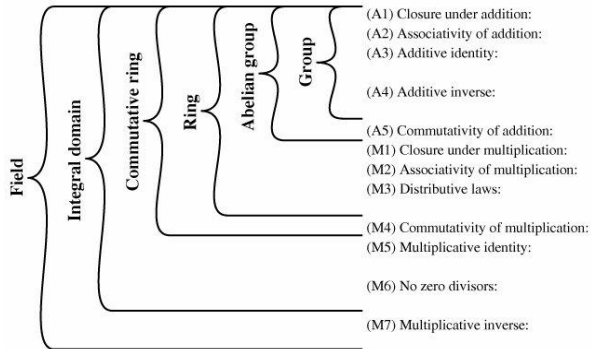 (A1) Closure under addition:
(A2) Associativity of addition:
(A3) Additive identity:
(A4) Additive inverse:
(A5) Commutativity of addition:
(M1) Closure under multiplication:
(M2) Associativity of multiplication:
(M3) Distributive laws:
(M4) Commutativity of multiplication:
(M5) Multiplicative identity:
(M6) No zero divisors:
(M7) Multiplicative inverse:
Field
Integral domain
Commutative ring
Ring
Abelian group
Group